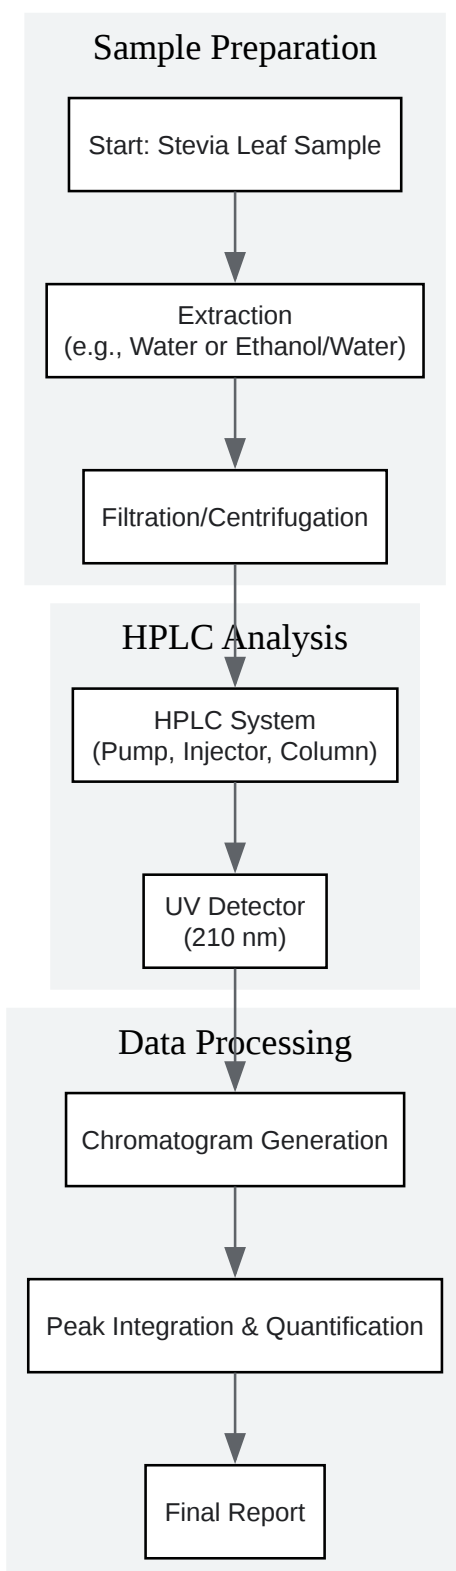 Sample Preparation
Start: Stevia Leaf Sample
Extraction
(e.g., Water or Ethanol/Water)
Filtration/Centrifugation
HPLC Analysis
HPLC System
(Pump, Injector, Column)
UV Detector
(210 nm)
Data Processing
Chromatogram Generation
Peak Integration & Quantification
Final Report